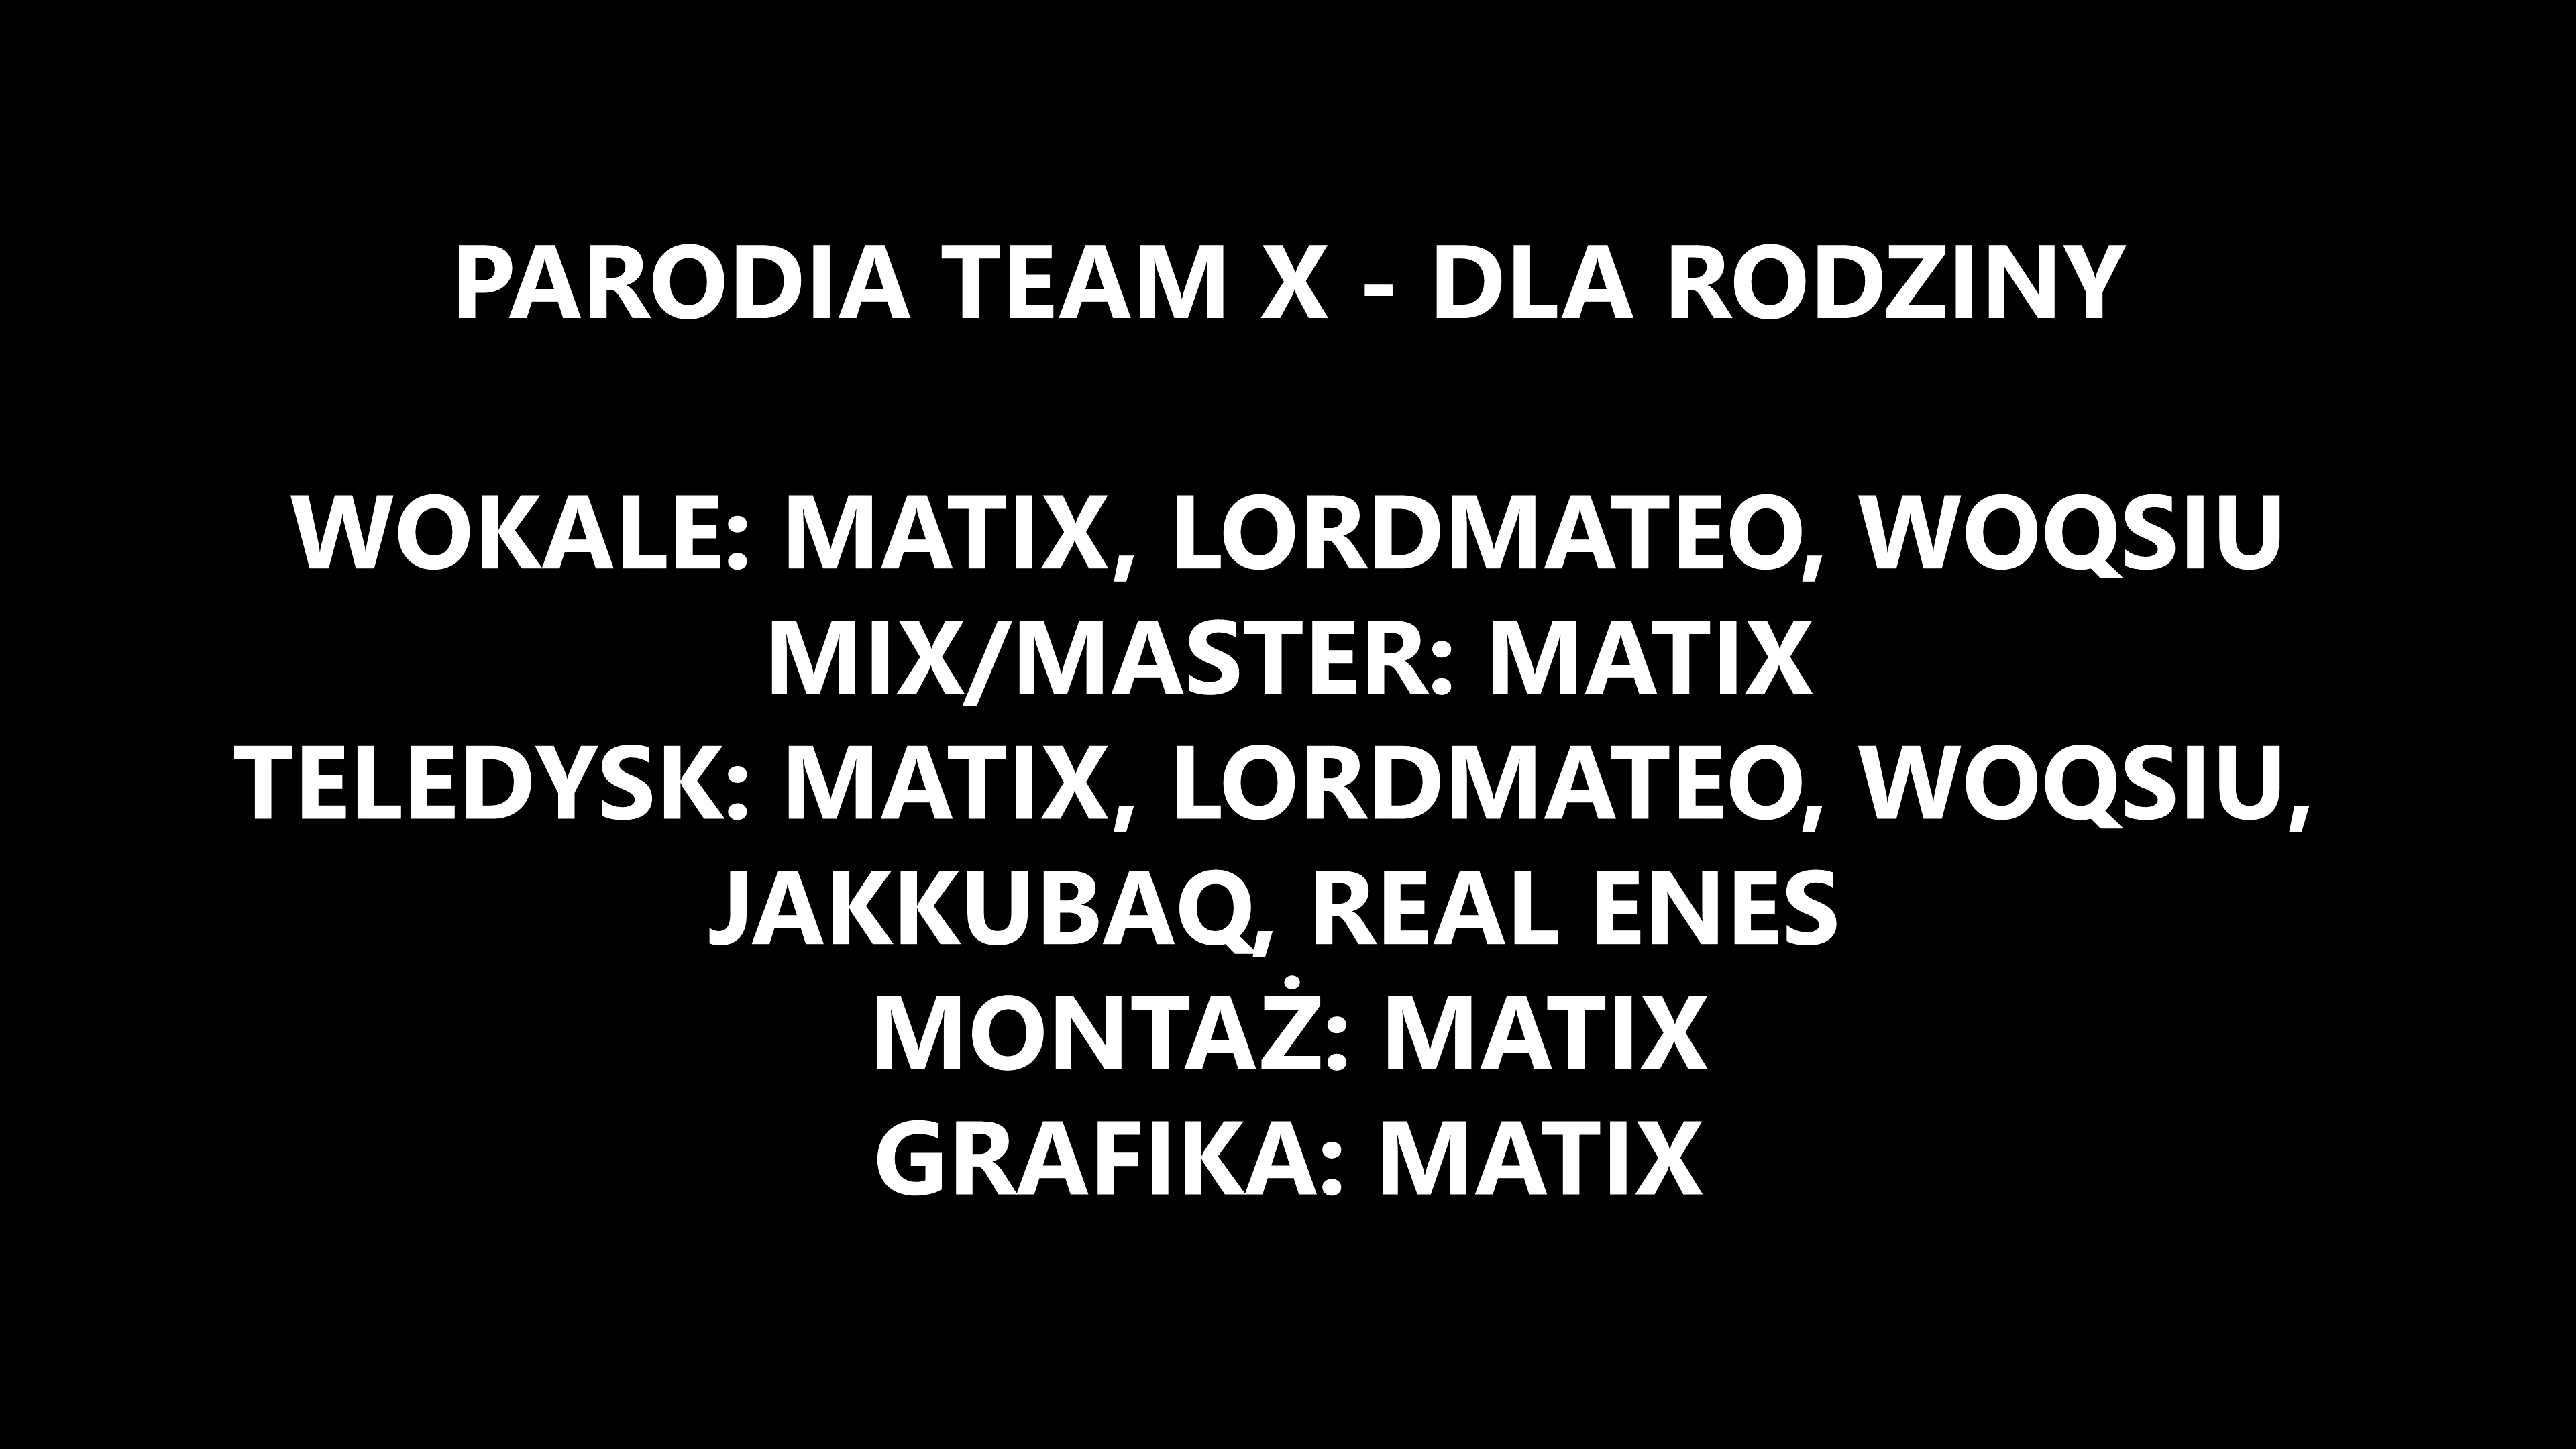 PARODIA TEAM X - DLA RODZINY
WOKALE: MATIX, LORDMATEO, WOQSIU
MIX/MASTER: MATIX
TELEDYSK: MATIX, LORDMATEO, WOQSIU,
JAKKUBAQ, REAL ENES
MONTAŻ: MATIX
GRAFIKA: MATIX